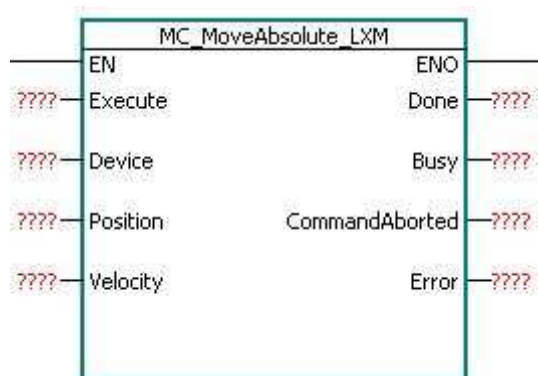 MC_MoveAbsolute_LXM
EN ENO
???? Execute Done ????
???? Device Busy ????
???? Position CommandAborted ????
???? Velocity Error ????